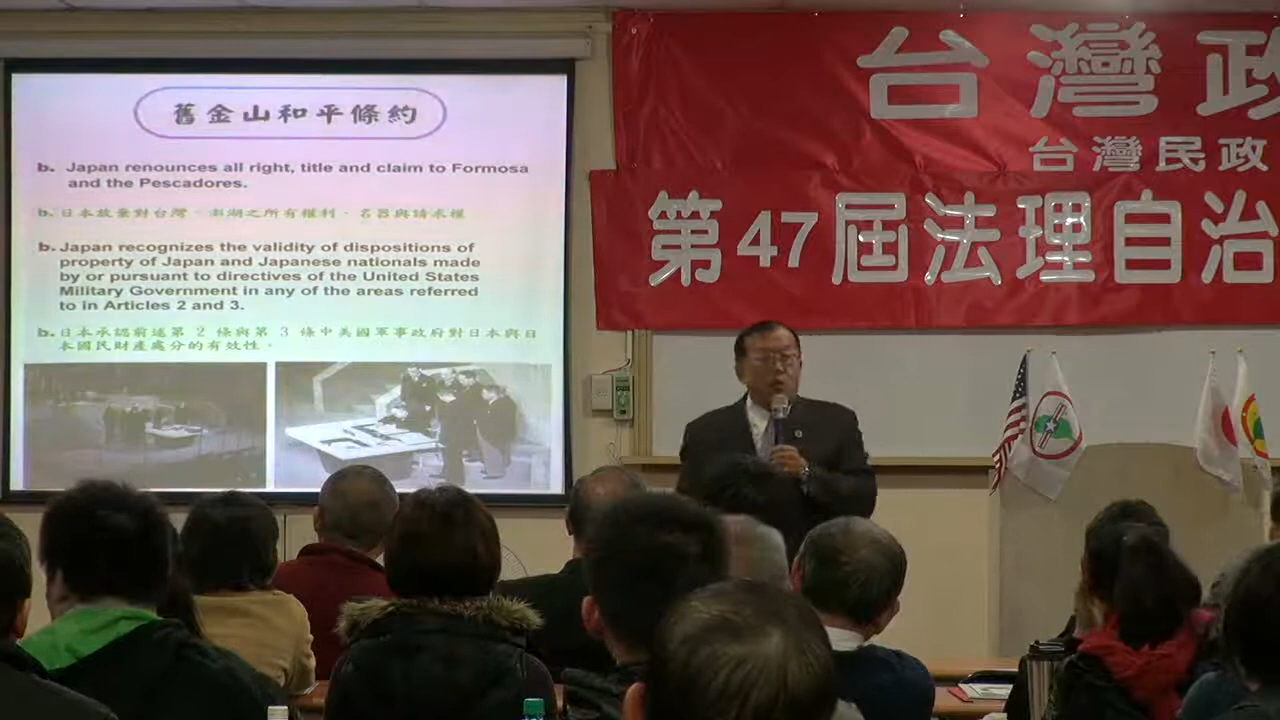 舊金山和平條約
b. Japan renounces all right, title and claim to Formosa
and the Pescadores.
b. 日本放棄對台灣、澎湖之所有權利、名器與請求權
b. Japan recognizes the validity of dispositions of
property of Japan and Japanese nationals made
by or pursuant to directives of the United States
Military Government in any of the areas referred
to in Articles 2 and 3.
b. 日本承認前述第 2 條與第 3 條中美國軍事政府對日本與日
本國民財產處分的有效性。
台灣政
台灣民政
第47屆法理自治